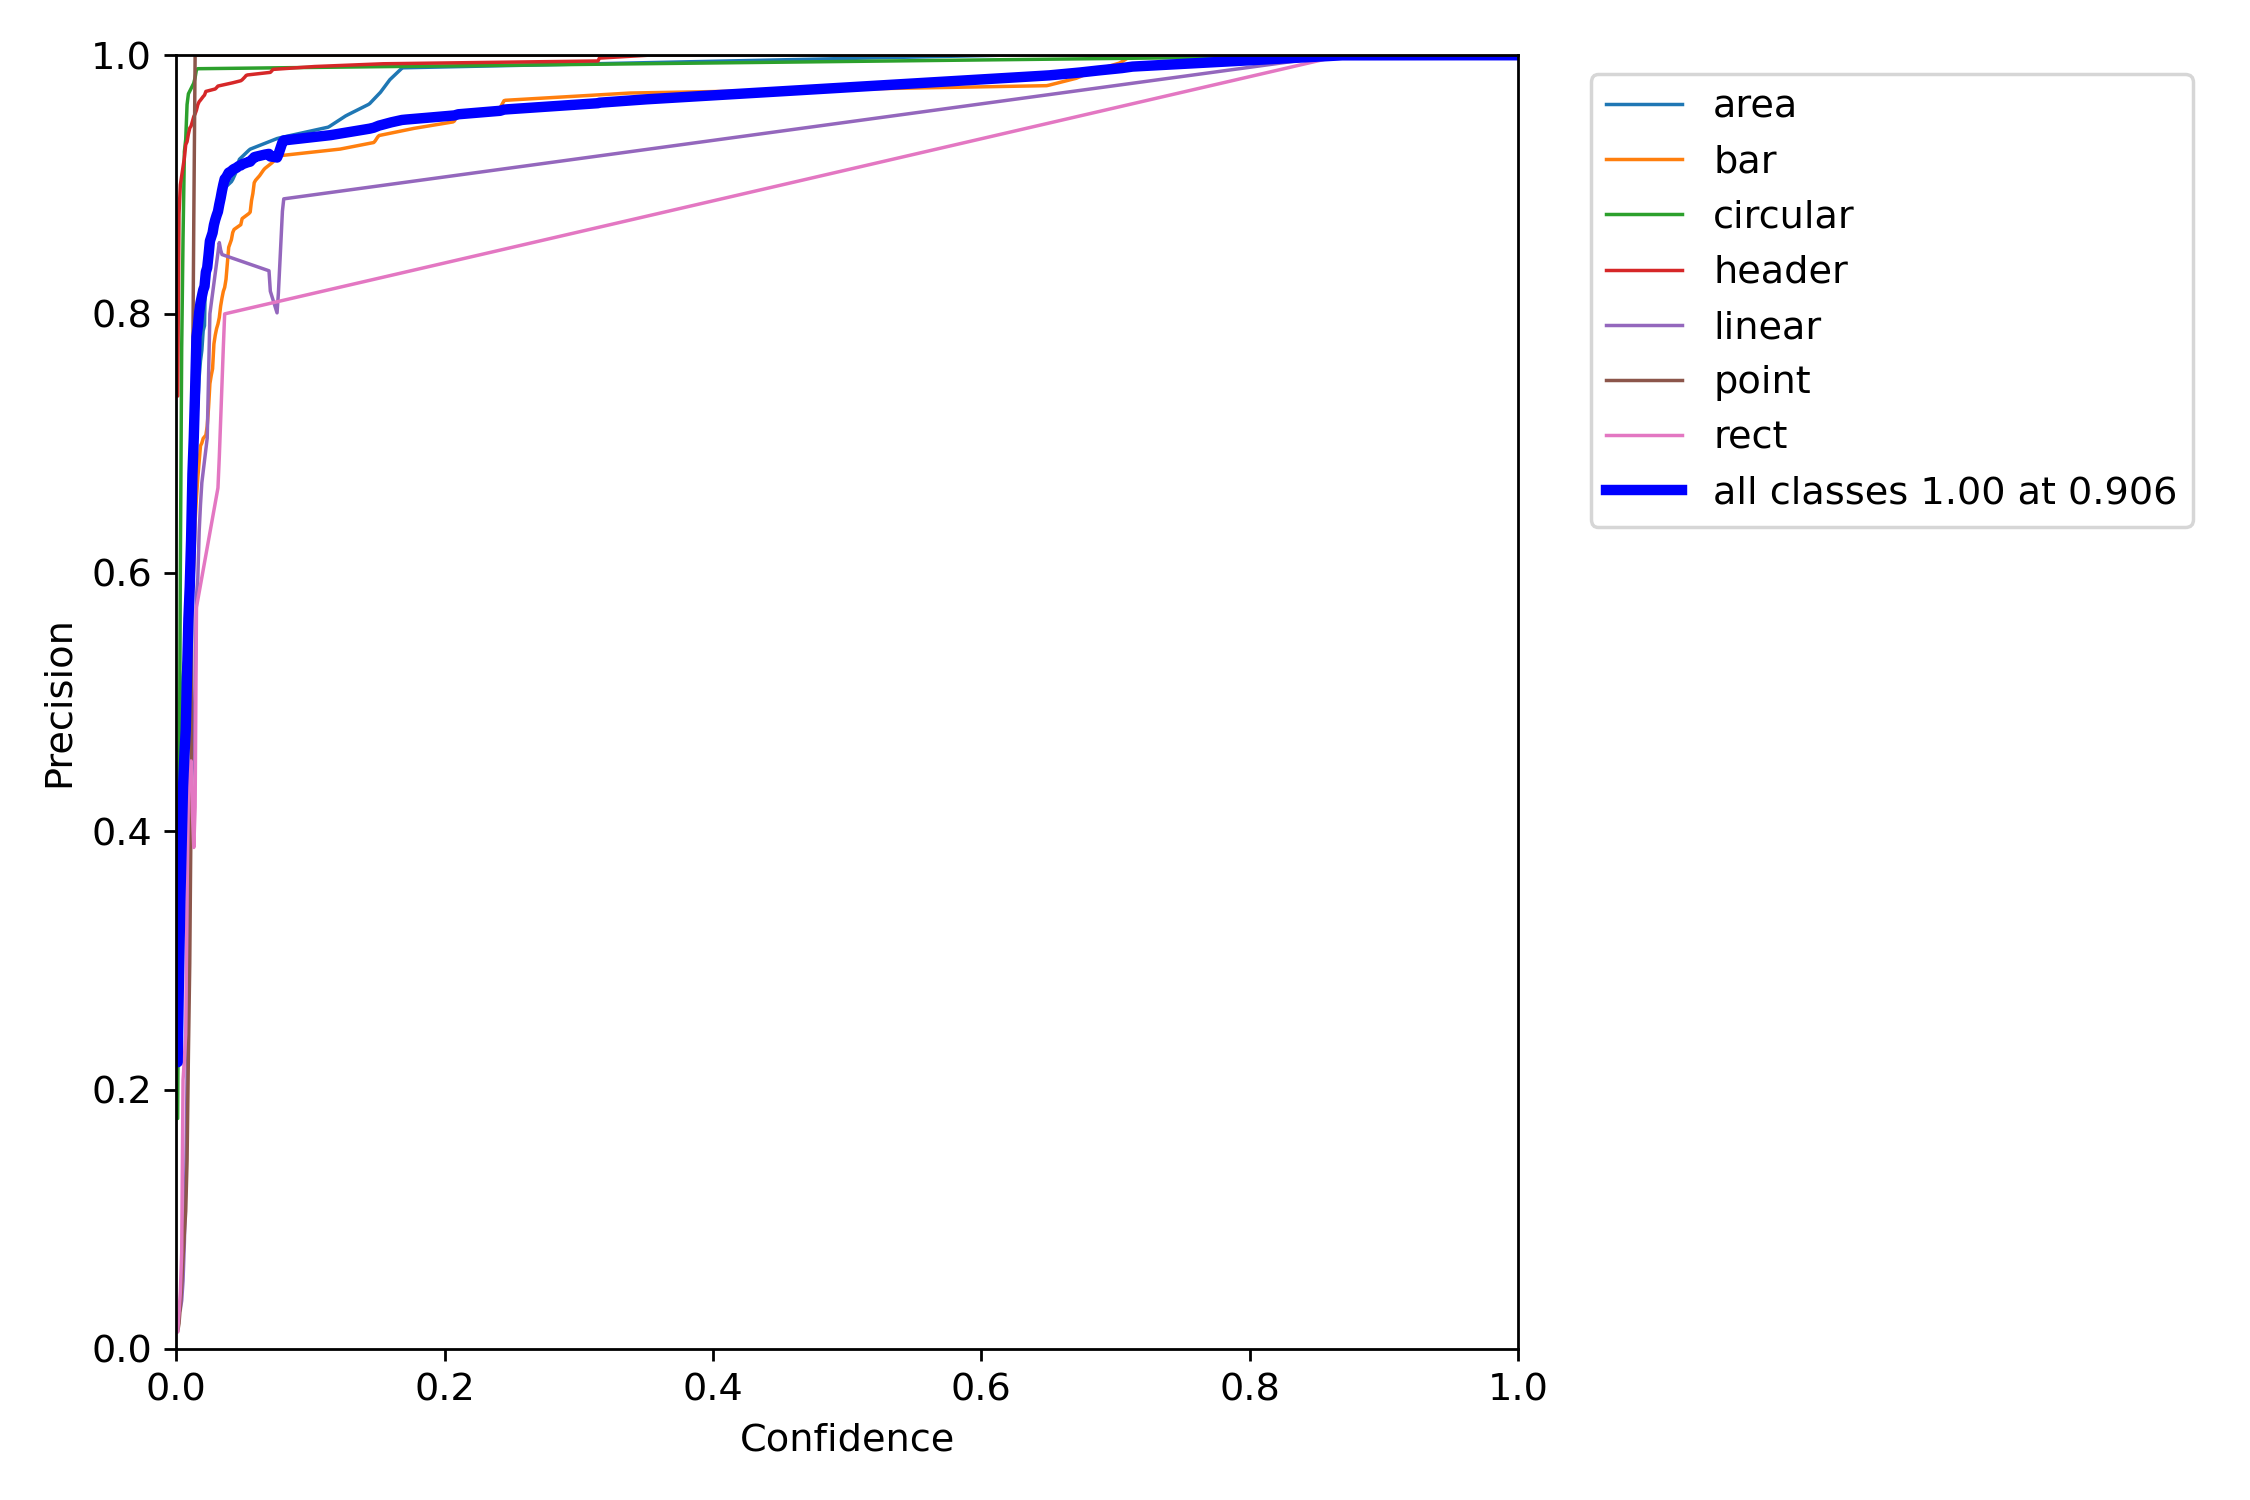 1.0
0.8
0.6
0.4
0.2
0.0
Precision
0.0 0.2 0.4 0.6 0.8 1.0
Confidence
area
bar
circular
header
linear
point
rect
all classes 1.00 at 0.906